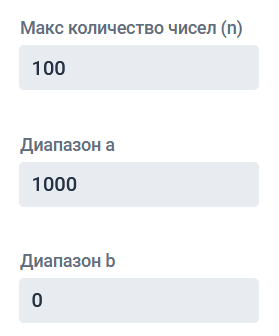 Макс количество чисел (n)
100
Диапазон a
1000
Диапазон b
0